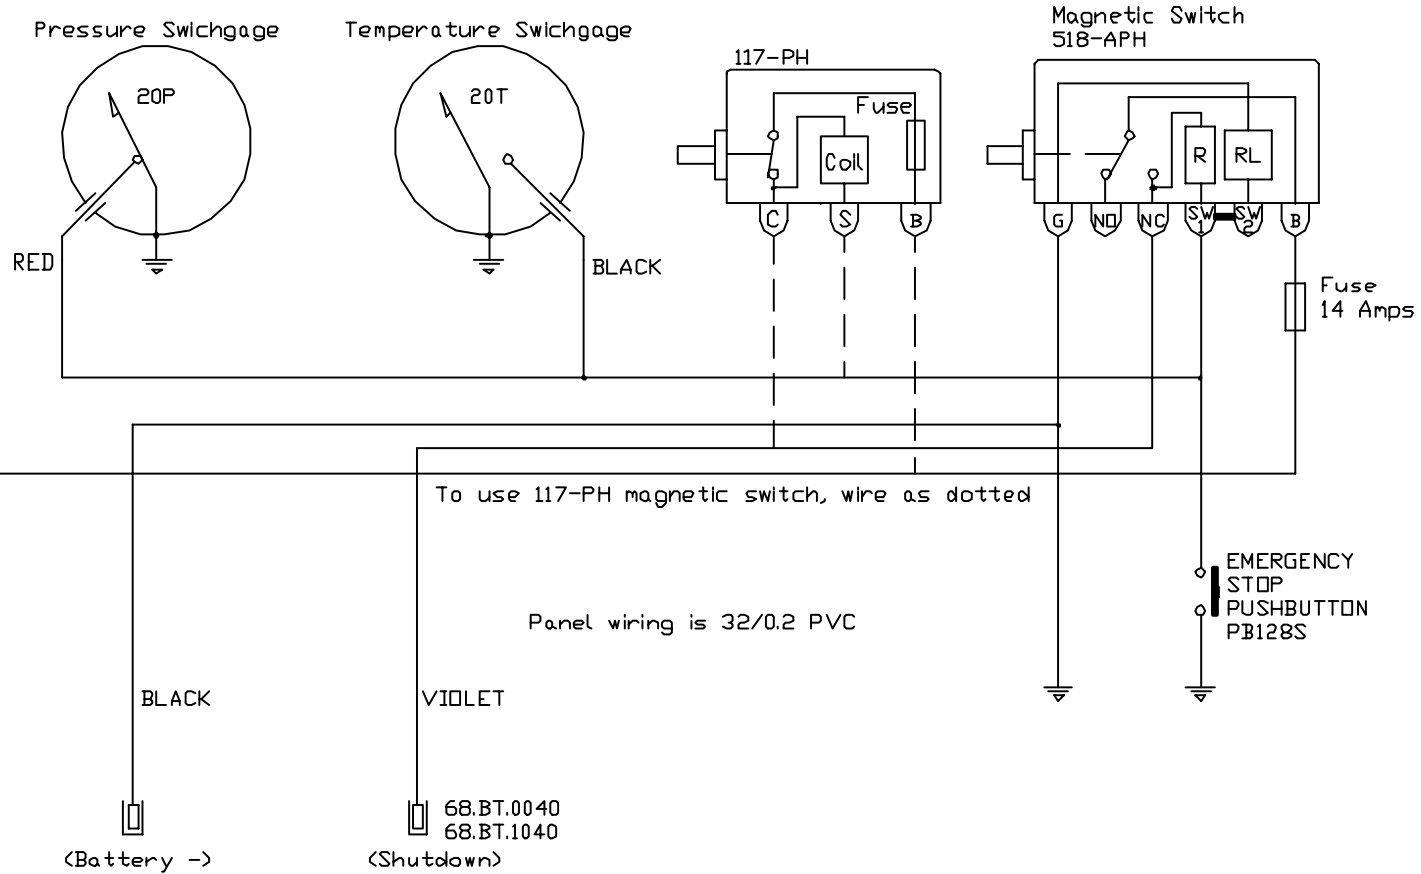 Pressure Swichgage
20P
RED
Temperature Swichgage
20T
BLACK
117-PH
Fuse
Coil
C
S
B
Magnetic Switch
518-APH
R
RL
G
NO
NC
SW
1
SW
2
B
Fuse
14 Amps
To use 117-PH magnetic switch, wire as dotted
EMERGENCY
STOP
PUSHBUTTON
PB128S
Panel wiring is 32/0.2 PVC
BLACK
VIOLET
68.BT.0040
68.BT.1040
(Battery -)
(Shutdown)